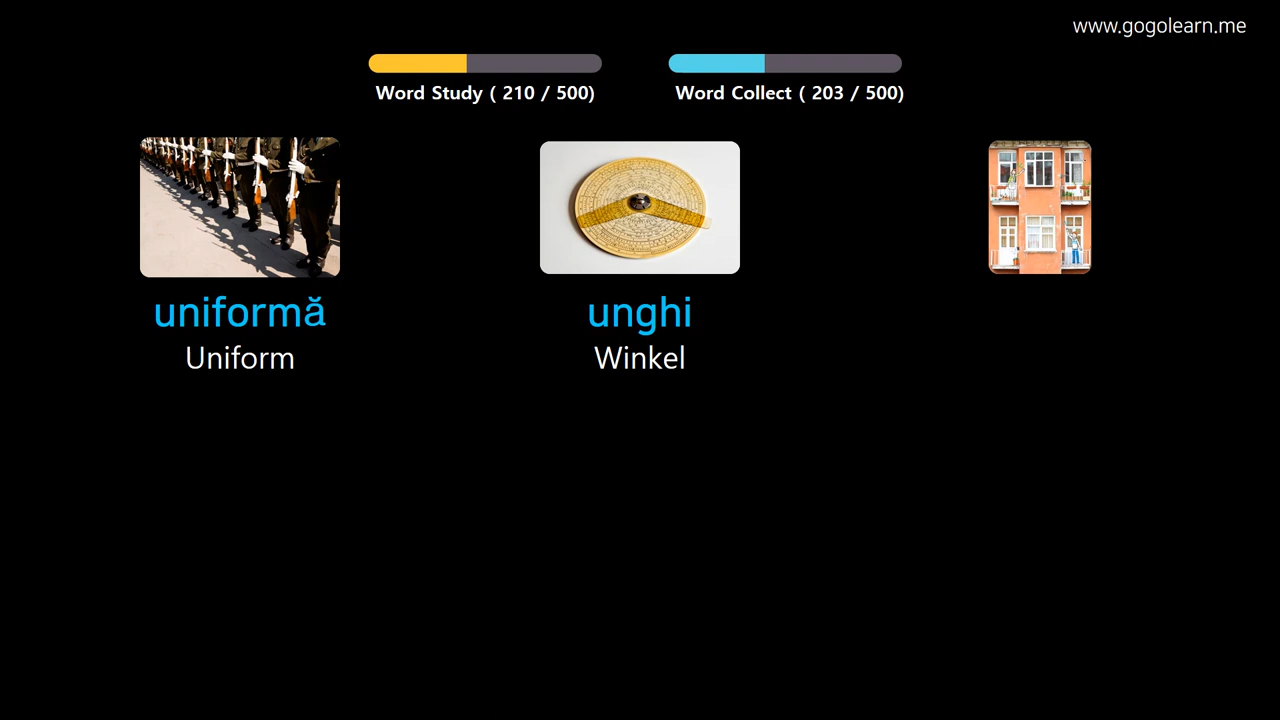 www.gogolearn.me
Word Study ( 210 / 500)
Word Collect ( 203 / 500)
uniformă
Uniform
unghi
Winkel